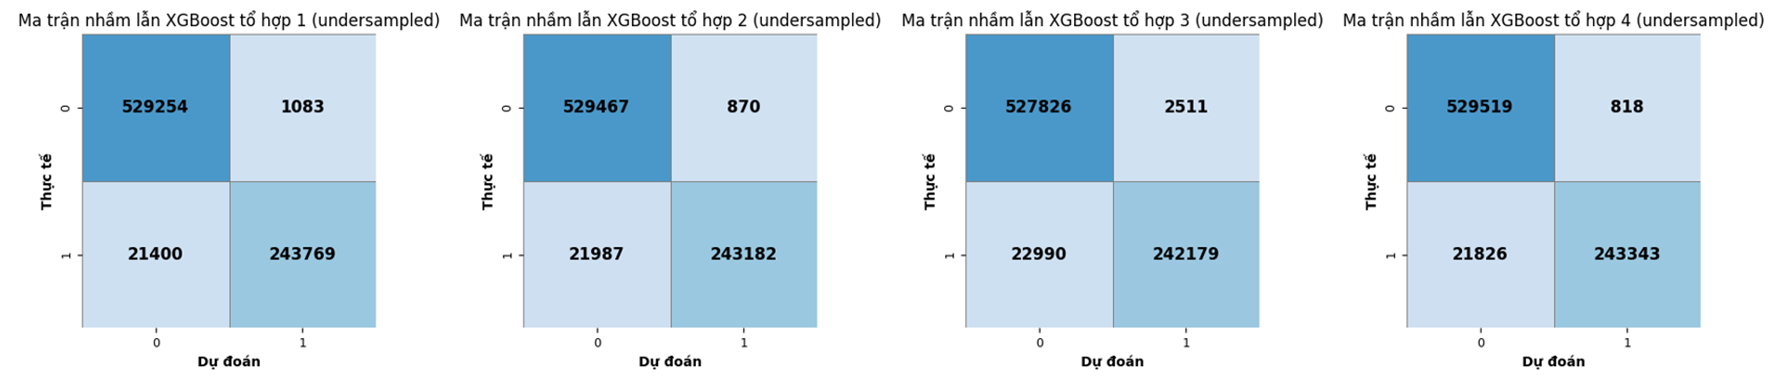 Ma trận nhầm lẫn XGBoost tổ hợp 1 (undersampled)
0
529254
1083
Thực tế
1
21400
243769
0
1
Dự đoán
Ma trận nhầm lẫn XGBoost tổ hợp 2 (undersampled)
0
529467
870
Thực tế
1
21987
243182
0
1
Dự đoán
Ma trận nhầm lẫn XGBoost tổ hợp 3 (undersampled)
0
527826
2511
Thực tế
1
22990
242179
0
1
Dự đoán
Ma trận nhầm lẫn XGBoost tổ hợp 4 (undersampled)
0
529519
818
Thực tế
1
21826
243343
0
1
Dự đoán